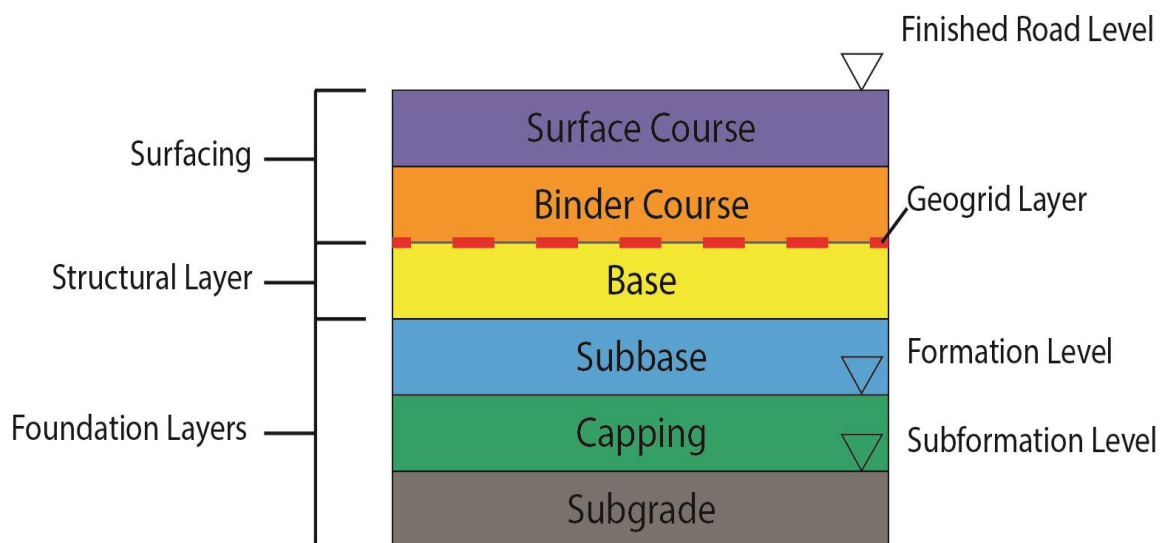 Finished Road Level
Surface Course
Surfacing
Binder Course
Geogrid Layer
Structural Layer
Base
Subbase
Formation Level
Foundation Layers
Capping
Subformation Level
Subgrade